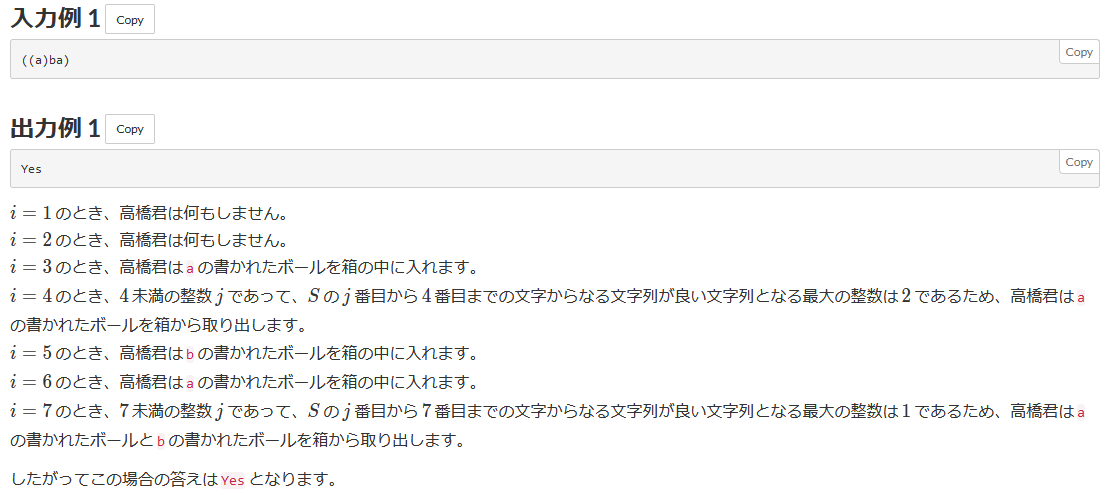 入力例 1 Copy
Copy
((a)ba)
出力例 1 Copy
Copy
Yes
i = 1 のとき、高橋君は何もしません。
i = 2 のとき、高橋君は何もしません。
i = 3 のとき、高橋君は a の書かれたボールを箱の中に入れます。
i = 4 のとき、4 未満の整数 j であって、S の j 番目から 4 番目までの文字からなる文字列が良い文字列となる最大の整数は 2 であるため、高橋君は a
の書かれたボールを箱から取り出します。
i = 5 のとき、高橋君は b の書かれたボールを箱の中に入れます。
i = 6 のとき、高橋君は a の書かれたボールを箱の中に入れます。
i = 7 のとき、7 未満の整数 j であって、S の j 番目から 7 番目までの文字からなる文字列が良い文字列となる最大の整数は 1 であるため、高橋君は a
の書かれたボールと b の書かれたボールを箱から取り出します。
したがってこの場合の答えは Yes となります。